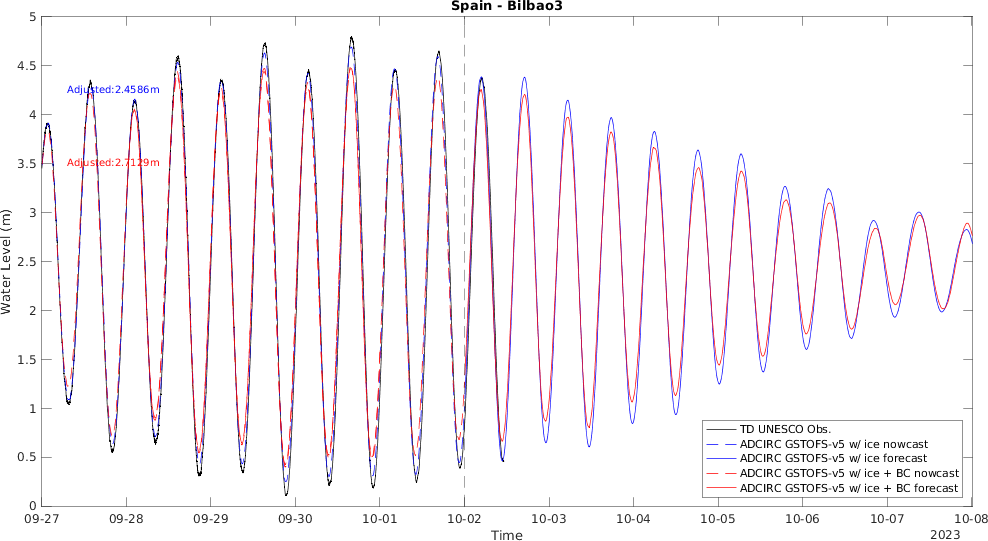 Spain - Bilbao3
5
4.5
4
3.5
3
2.5
2
1.5
1
0.5
0
Water Level (m)
Adjusted:2.4586m
Adjusted:2.7129m
TD UNESCO Obs.
ADCIRC GSTOFS-v5 w/ ice nowcast
ADCIRC GSTOFS-v5 w/ ice forecast
ADCIRC GSTOFS-v5 w/ ice + BC nowcast
ADCIRC GSTOFS-v5 w/ ice + BC forecast
09-27 09-28 09-29 09-30 10-01 10-02 10-03 10-04 10-05 10-06 10-07 10-08
Time
2023